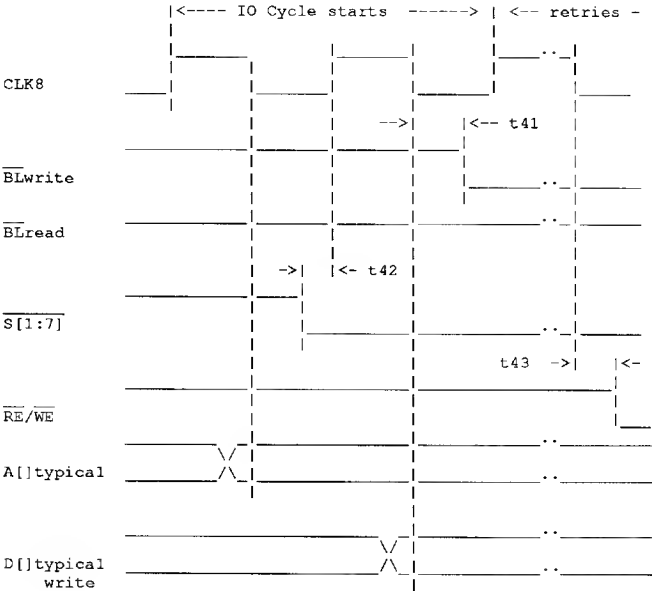 |<---- IO Cycle starts ------>| <-- retries -
CLK8
-->| |<-- t41
BLwrite
BLread
->| |<- t42
S[1:7]
t43 ->| |<-
RE/WE
A[]typical
D[]typical
write